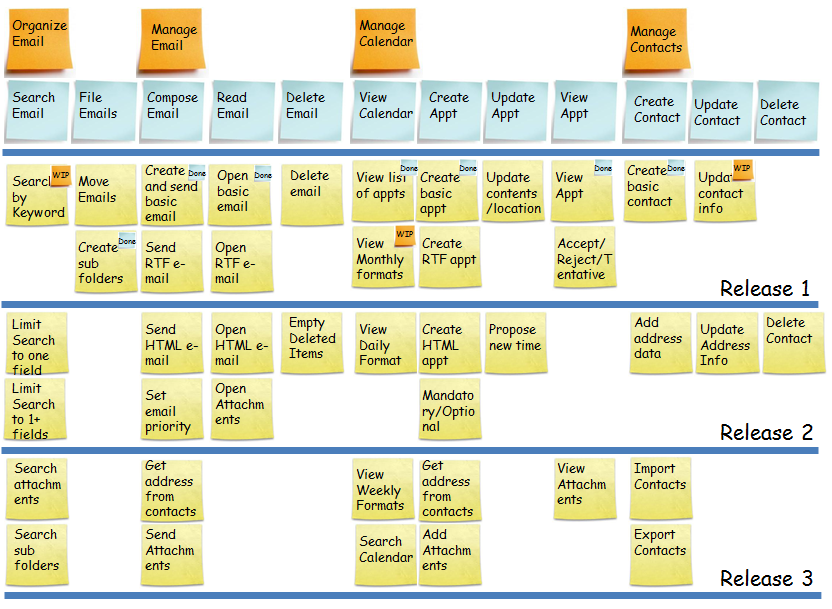 Organize
Email
Manage
Email
Manage
Calendar
Manage
Contacts
Search
Email
File
Emails
Compose
Email
Read
Email
Delete
Email
View
Calendar
Create
Appt
Update
Appt
View
Appt
Create
Contact
Update
Contact
Delete
Contact
WIP
by
Keyword
Move
Emails
Create
Done
and send
basic
email
Open
Done
basic
email
Delete
email
Done
View list
of appts
Create
Done
basic
appt
Update
contents
/location
Done
View
Appt
Create
Done
basic
contact
WIP
contact
info
Create
Done
sub
folders
Send
RTF e-
mail
Open
RTF e-
mail
WIP
View
Monthly
formats
Create
RTF appt
Accept/
Reject/T
entative
Release 1
Limit
Search
to one
field
Send
HTML e-
mail
Open
HTML e-
mail
Empty
Deleted
Items
View
Daily
Format
Create
HTML
appt
Propose
new time
Add
address
data
Update
Address
Info
Delete
Contact
Limit
Search
to 1+
fields
Set
email
priority
Open
Attachm
ents
Mandato
ry/Optio
nal
Release 2
Search
attachm
ents
Get
address
from
contacts
View
Weekly
Formats
Get
address
from
contacts
View
Attachm
ents
Import
Contacts
Search
sub
folders
Send
Attachm
ents
Search
Calendar
Add
Attachm
ents
Export
Contacts
Release 3